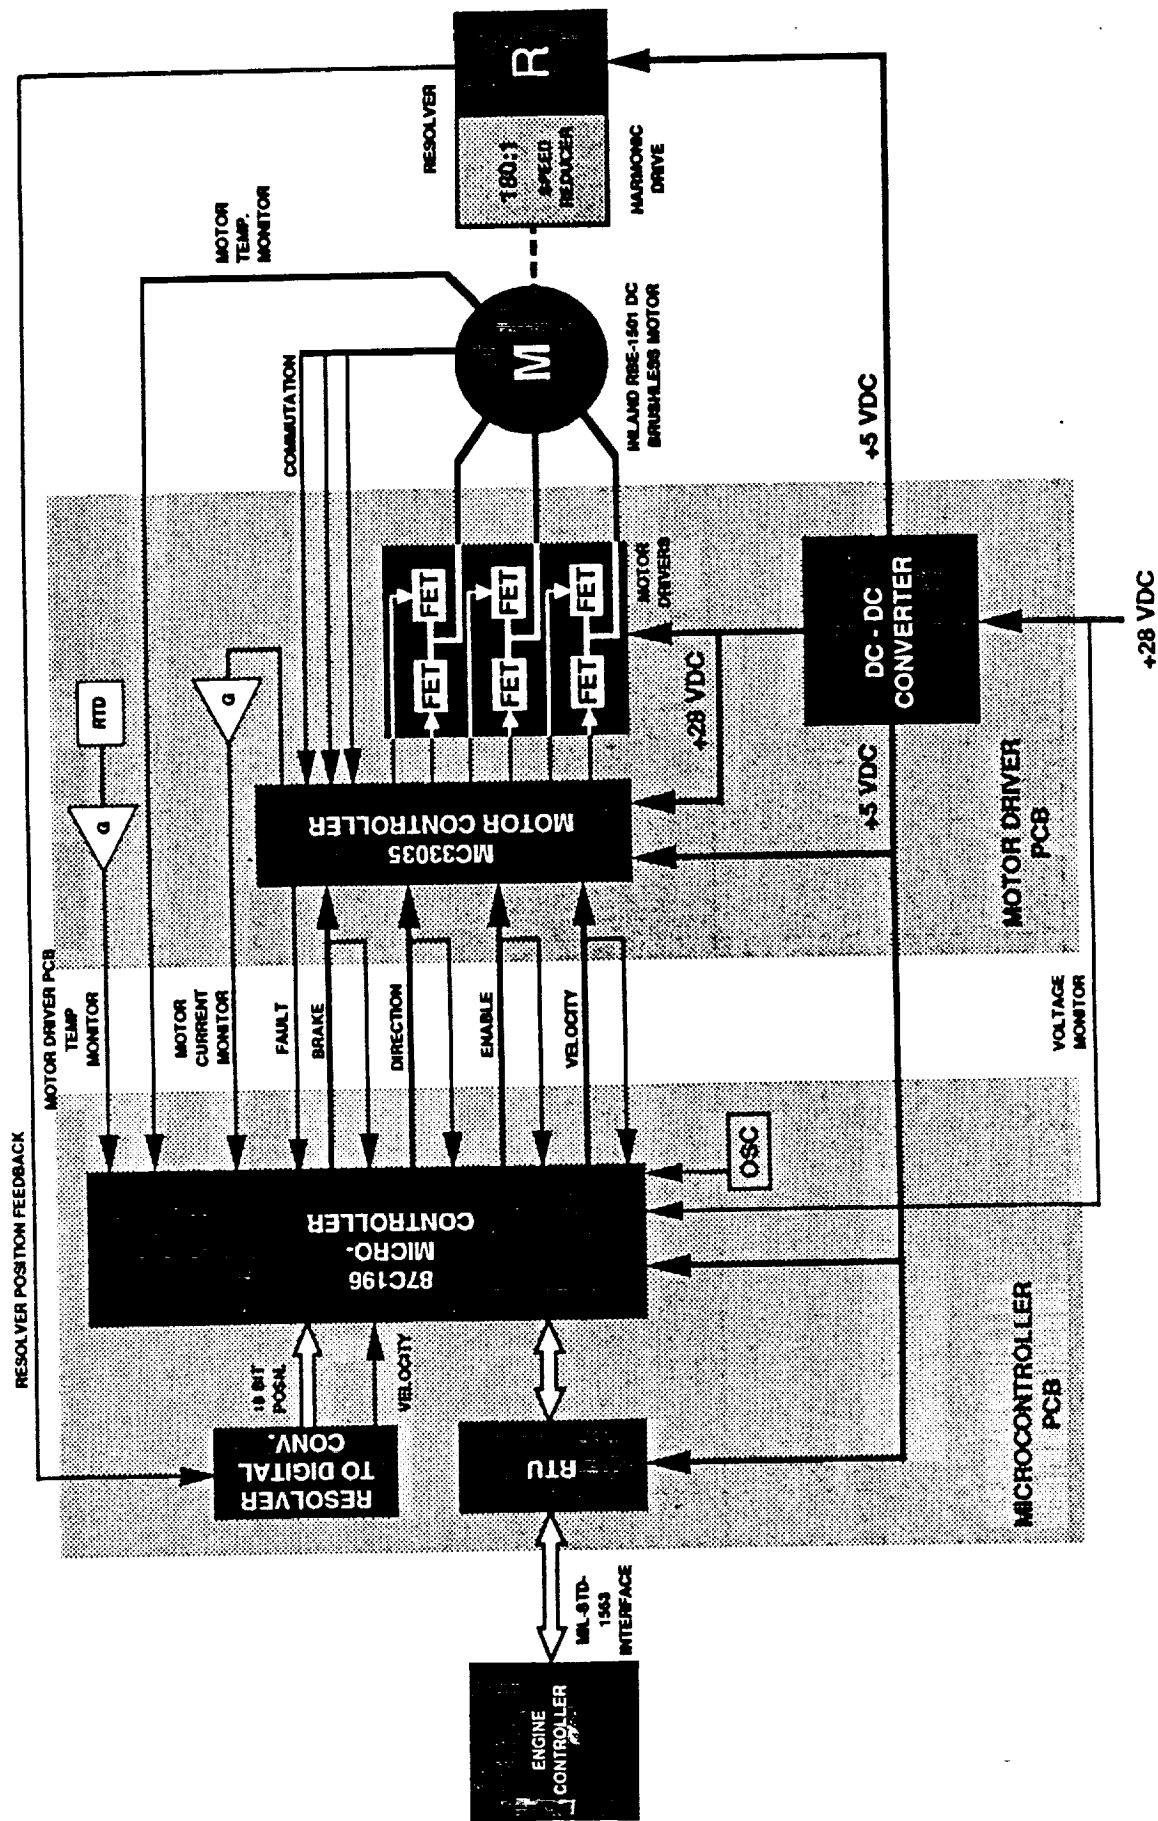 RESOLVER POSITION FEEDBACK
MOTOR DRIVER PCB
TEMP
MONITOR
RTD
G
MOTOR
TEMP.
MONITOR
MOTOR
CURRENT
MONITOR
G
FAULT
BRAKE
DIRECTION
ENABLE
VELOCITY
COMMUTATION
RESOLVER
R
180:1
SPEED
REDUCER
HARMONIC
DRIVE
M
INLAND RBE-1501 DC
BRUSHLESS MOTOR
FET
FET
FET
FET
FET
FET
MOTOR
DRIVERS
MC33035
MOTOR CONTROLLER
87C196
MICRO-
CONTROLLER
RESOLVER
TO DIGITAL
CONV.
16 BIT
POSN.
VELOCITY
RTU
MIL-STD-
1553
INTERFACE
ENGINE
CONTROLLER
OSC
+28 VDC
+5 VDC
+5 VDC
DC - DC
CONVERTER
MICROCONTROLLER
PCB
MOTOR DRIVER
PCB
VOLTAGE
MONITOR
+28 VDC